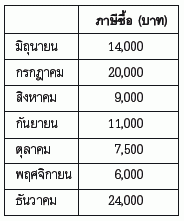 ภาษีซื้อ (บาท)
มิถุนายน 14,000
กรกฎาคม 20,000
สิงหาคม 9,000
กันยายน 11,000
ตุลาคม 7,500
พฤศจิกายน 6,000
ธันวาคม 24,000